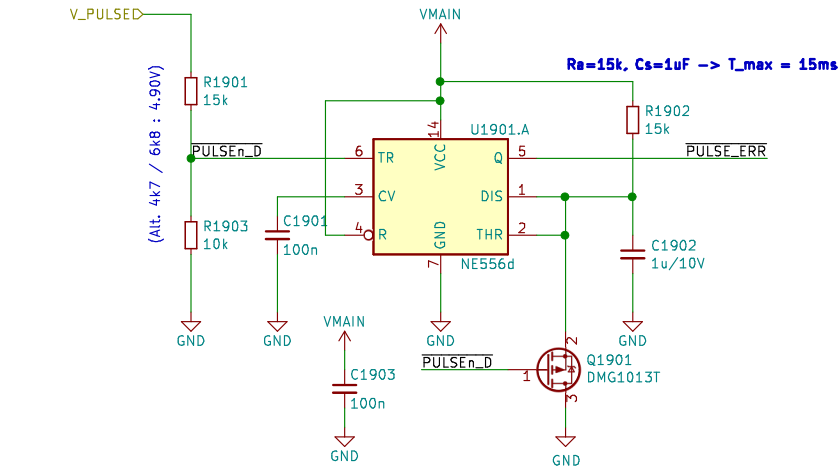 V_PULSE
VMAIN
Ra=15k, Cs=1uF -> T_max = 15ms
R1901
15k
(Alt. 4k7 / 6k8 : 4.90V)
R1902
15k
U1901.A
14
VCC
PULSEn_D
6
TR
Q
5
PULSE_ERR
3
CV
DIS
1
R1903
10k
C1901
100n
4
R
THR
2
GND
7
NE556d
C1902
1u/10V
GND
GND
VMAIN
GND
GND
C1903
100n
PULSEn_D
1
2
Q1901
DMG1013T
3
GND
GND